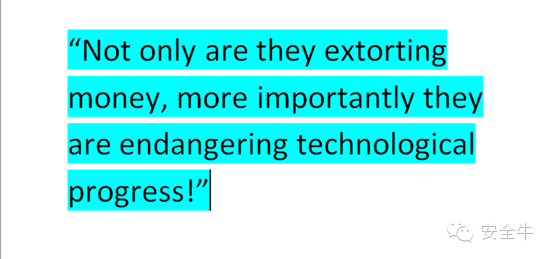 “Not only are they extorting
money, more importantly they
are endangering technological
progress!”
安全牛